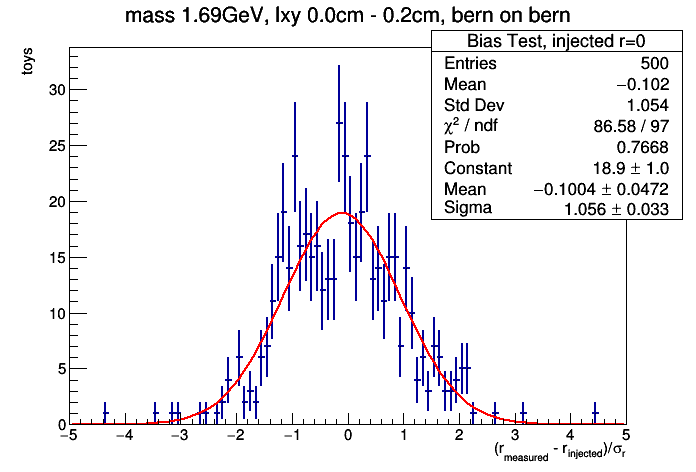 mass 1.69GeV, lxy 0.0cm - 0.2cm, bern on bern
Bias Test, injected r=0
Entries 500
Mean −0.102
Std Dev 1.054
χ² / ndf 86.58 / 97
Prob 0.7668
Constant 18.9 ± 1.0
Mean −0.1004 ± 0.0472
Sigma 1.056 ± 0.033
toys
30
25
20
15
10
5
0
−5 −4 −3 −2 −1 0 1 2 3 4 5
(r_measured - r_injected)/σ_r